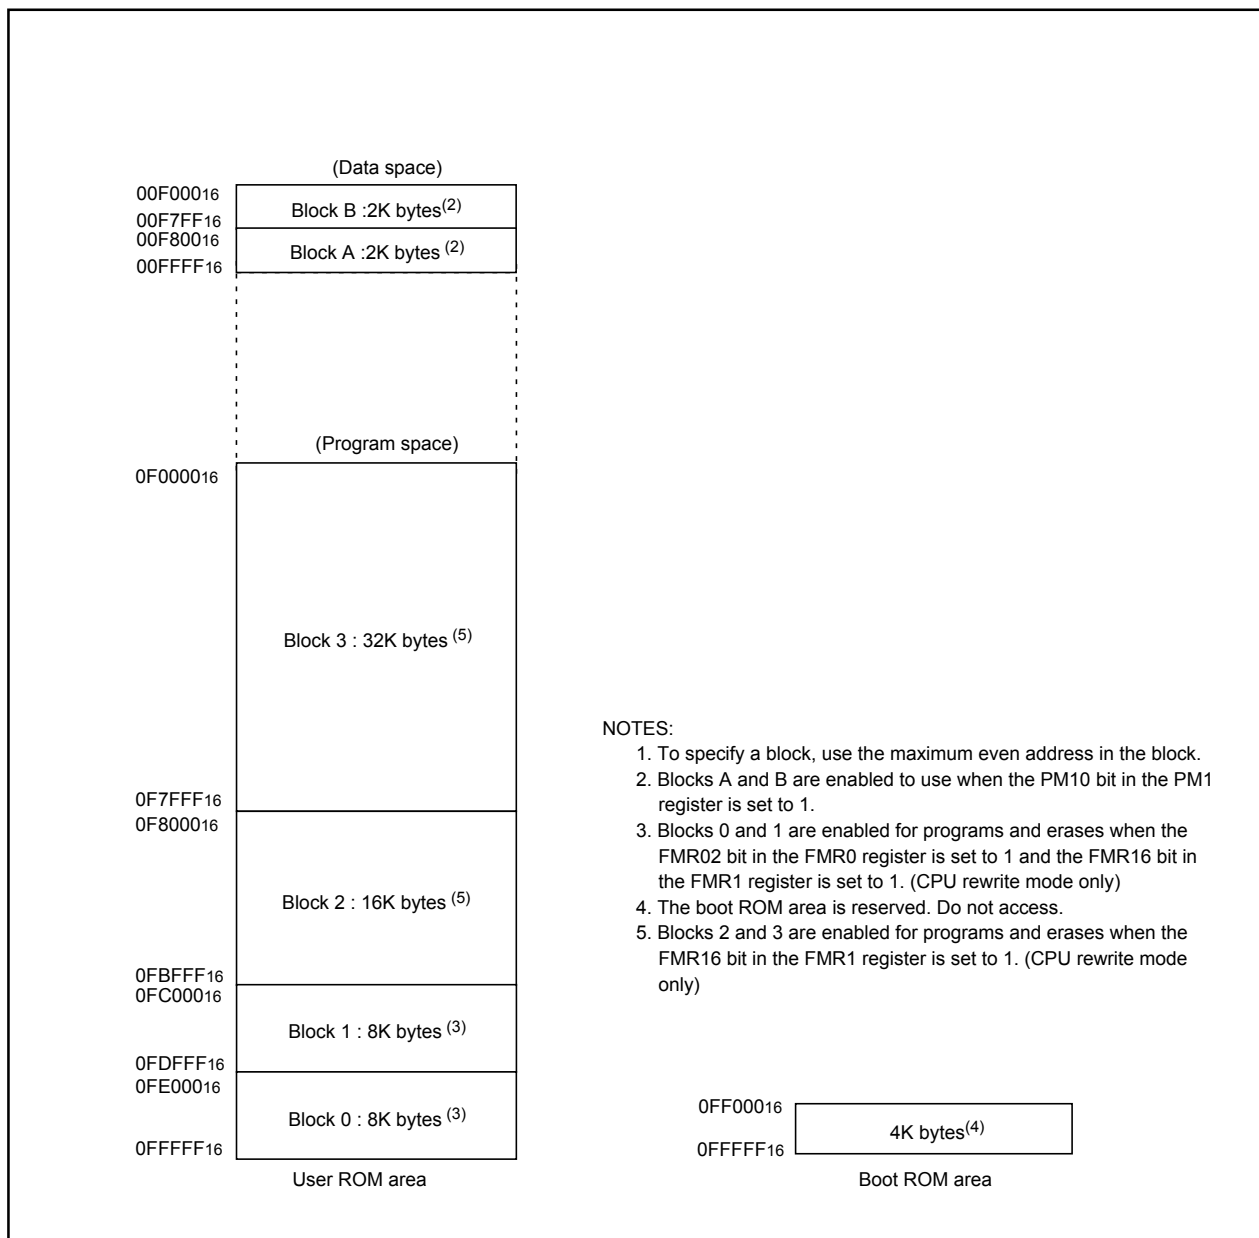 (Data space)
00F00016
Block B :2K bytes(2)
00F7FF16
00F80016
Block A :2K bytes (2)
00FFFF16
(Program space)
0F000016
Block 3 : 32K bytes (5)
0F7FFF16
0F800016
Block 2 : 16K bytes (5)
0FBFFF16
0FC00016
Block 1 : 8K bytes (3)
0FDFFF16
0FE00016
Block 0 : 8K bytes (3)
0FFFFF16
User ROM area
NOTES:
1. To specify a block, use the maximum even address in the block.
2. Blocks A and B are enabled to use when the PM10 bit in the PM1
register is set to 1.
3. Blocks 0 and 1 are enabled for programs and erases when the
FMR02 bit in the FMR0 register is set to 1 and the FMR16 bit in
the FMR1 register is set to 1. (CPU rewrite mode only)
4. The boot ROM area is reserved. Do not access.
5. Blocks 2 and 3 are enabled for programs and erases when the
FMR16 bit in the FMR1 register is set to 1. (CPU rewrite mode
only)
0FF00016
4K bytes(4)
0FFFFF16
Boot ROM area